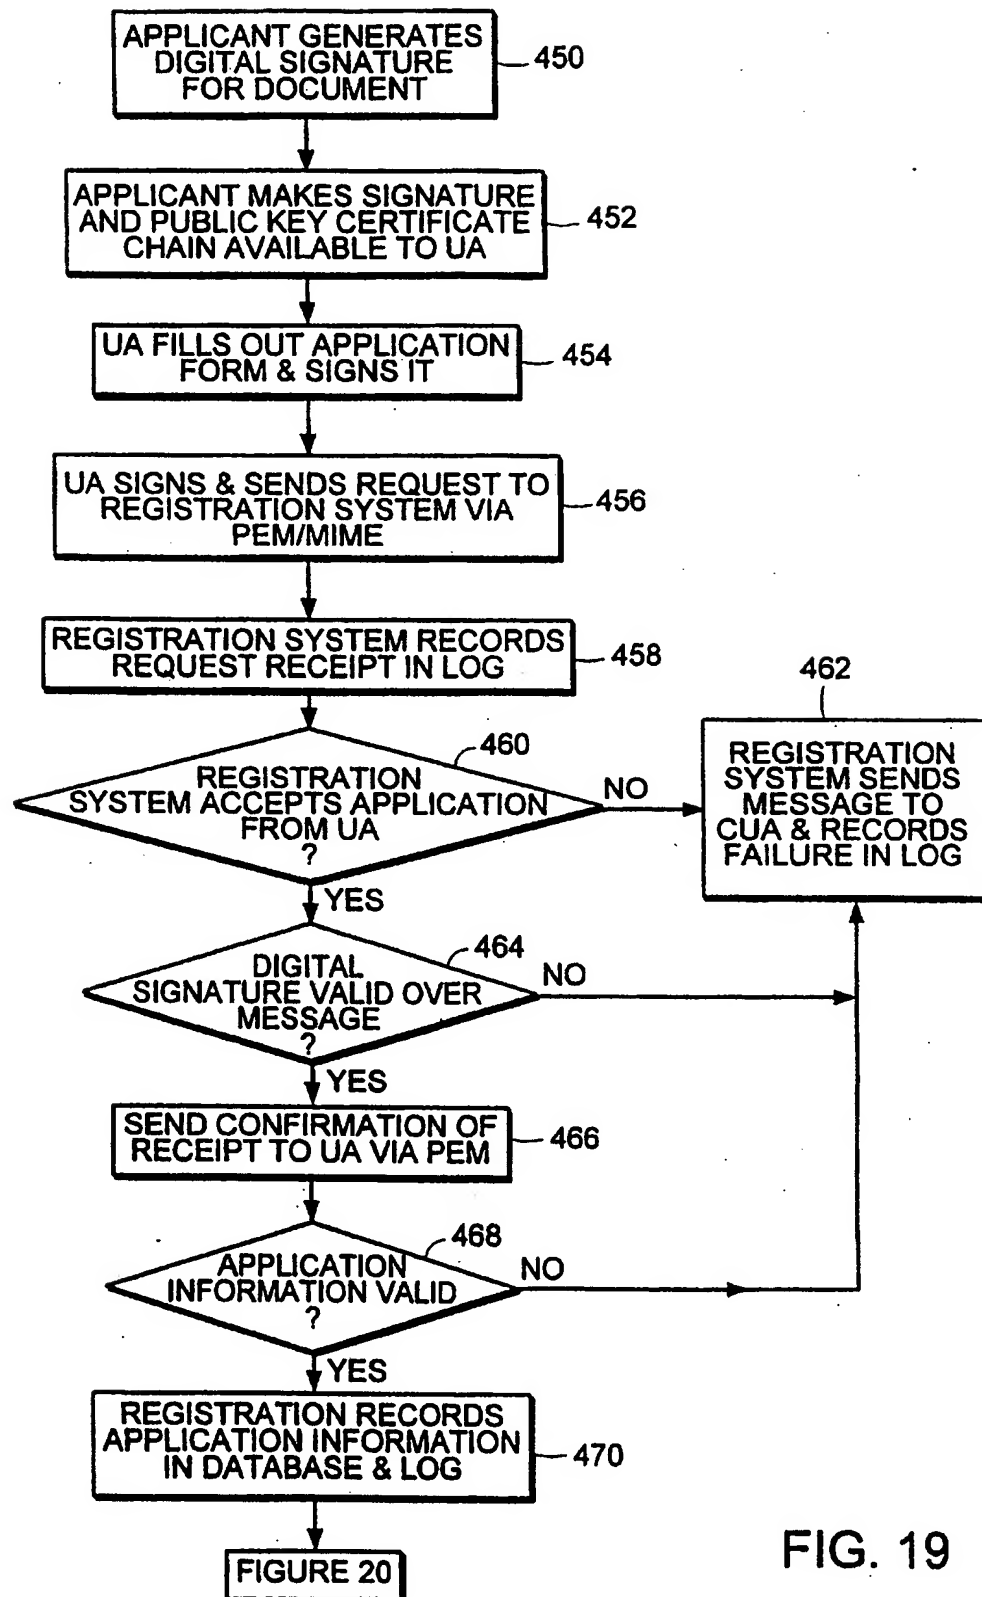 APPLICANT GENERATES
DIGITAL SIGNATURE
FOR DOCUMENT
450
APPLICANT MAKES SIGNATURE
AND PUBLIC KEY CERTIFICATE
CHAIN AVAILABLE TO UA
452
UA FILLS OUT APPLICATION
FORM & SIGNS IT
454
UA SIGNS & SENDS REQUEST TO
REGISTRATION SYSTEM VIA
PEM/MIME
456
REGISTRATION SYSTEM RECORDS
REQUEST RECEIPT IN LOG
458
460
REGISTRATION
SYSTEM ACCEPTS APPLICATION
FROM UA
?
NO
462
REGISTRATION
SYSTEM SENDS
MESSAGE TO
CUA & RECORDS
FAILURE IN LOG
YES
464
DIGITAL
SIGNATURE VALID OVER
MESSAGE
?
NO
YES
SEND CONFIRMATION OF
RECEIPT TO UA VIA PEM
466
468
APPLICATION
INFORMATION VALID
?
NO
YES
REGISTRATION RECORDS
APPLICATION INFORMATION
IN DATABASE & LOG
470
FIGURE 20
FIG. 19